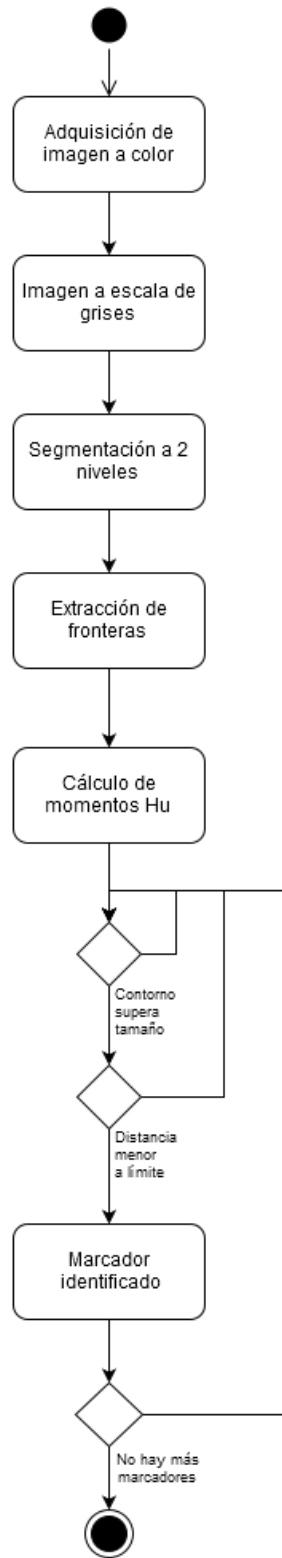 Adquisición de
imagen a color
Imagen a escala de
grises
Segmentación a 2
niveles
Extracción de
fronteras
Cálculo de
momentos Hu
Contorno
supera
tamaño
Distancia
menor
a límite
Marcador
identificado
No hay más
marcadores